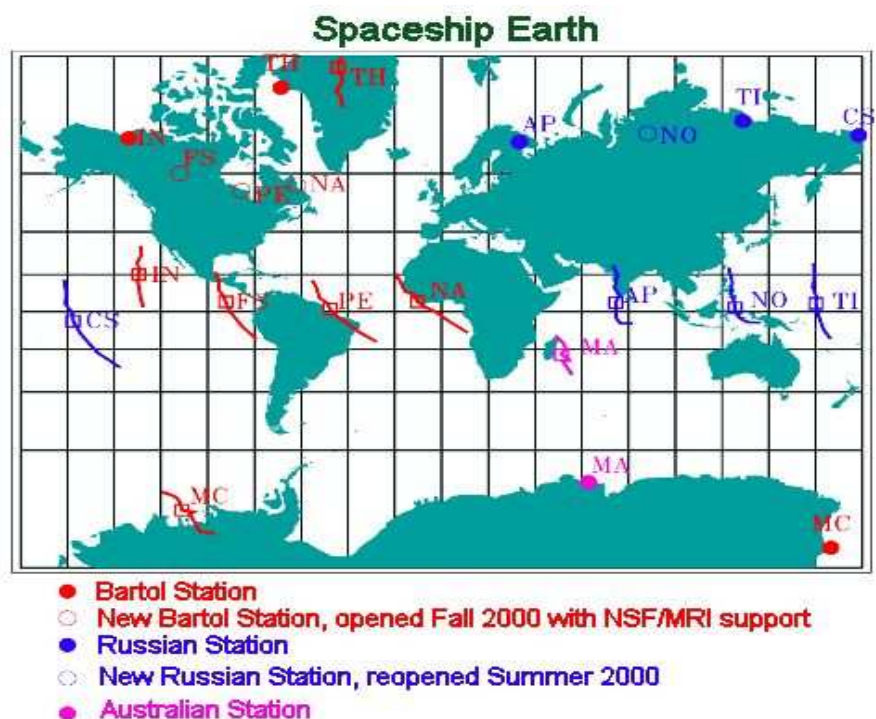 Spaceship Earth
TH
TH
TI
CS
AP
NO
IN
FS
PE
NA
IN
FS
PE
NA
AP
NO
TI
CS
MA
MA
MC
MC
Bartol Station
New Bartol Station, opened Fall 2000 with NSF/MRI support
Russian Station
New Russian Station, reopened Summer 2000
Australian Station